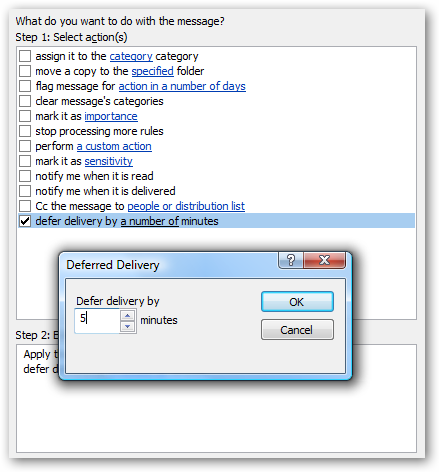 What do you want to do with the message?
Step 1: Select action(s)
assign it to the category category
move a copy to the specified folder
flag message for action in a number of days
clear message's categories
mark it as importance
stop processing more rules
perform a custom action
mark it as sensitivity
notify me when it is read
notify me when it is delivered
Cc the message to people or distribution list
defer delivery by a number of minutes
Deferred Delivery
Defer delivery by
5 minutes
OK
Cancel
Step 2:
Apply
defer